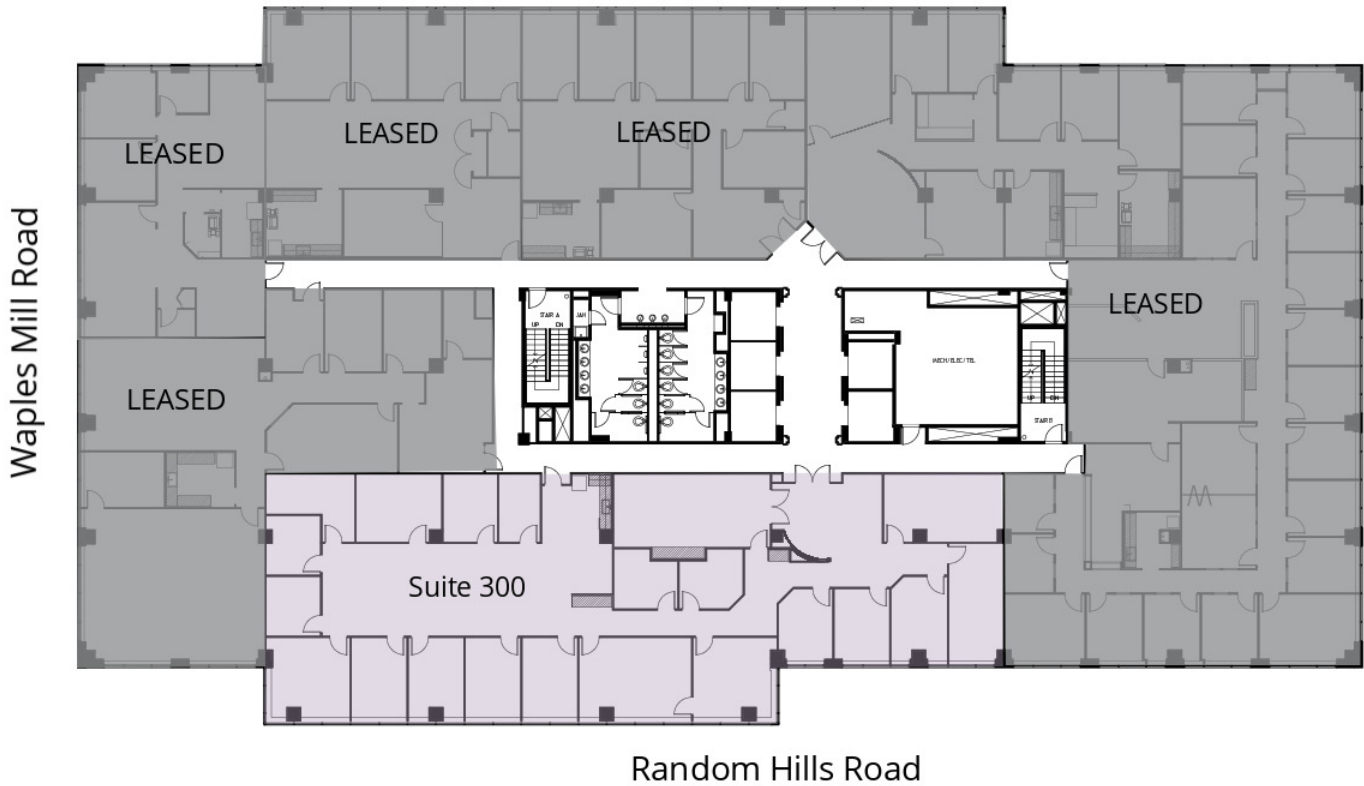 LEASED
LEASED
LEASED
Waples Mill Road
LEASED
STAIR A
JAN
UP DN
MECH/ELEC/TEL
LEASED
UP DN
STAIR B
Suite 300
Random Hills Road